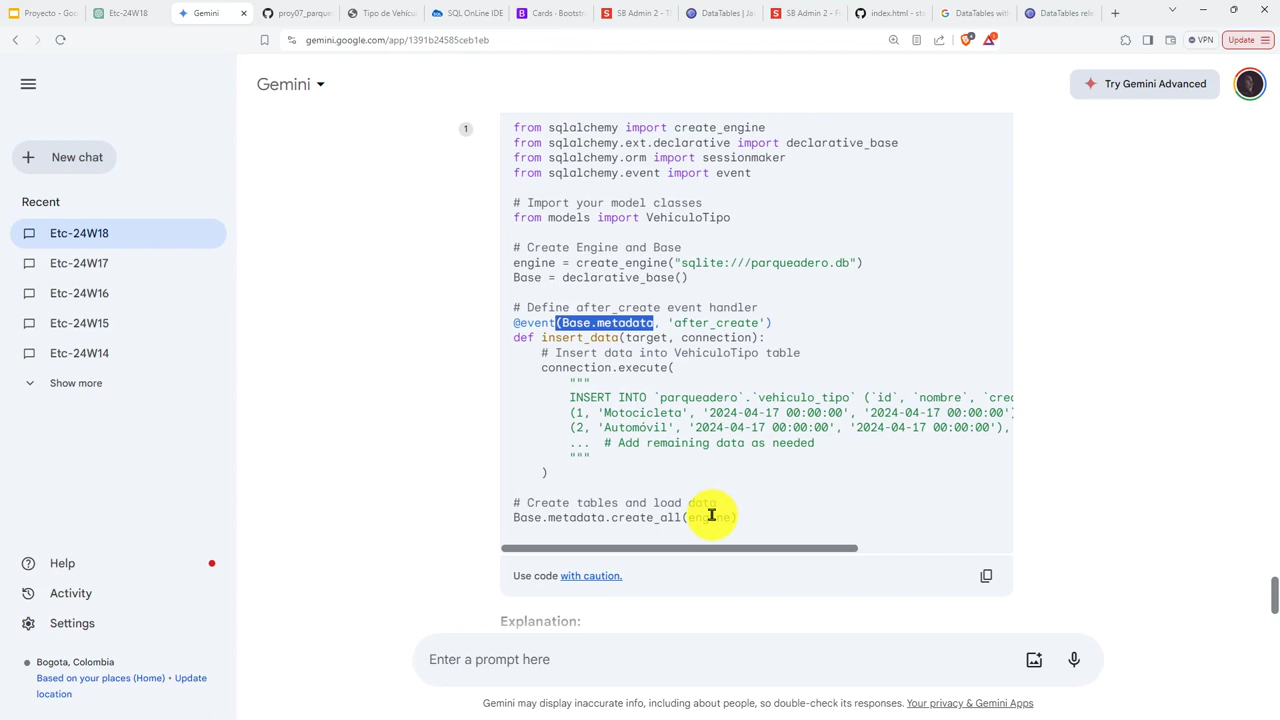 Proyecto - Go
Etc-24W18
Gemini
proy07_parque
Tipo de Vehícu
SQL OnLine IDE
Cards · Bootst
SB Admin 2 - T
DataTables | Ja
SB Admin 2 - F
index.html - st
DataTables with
DataTables rele
gemini.google.com/app/1391b24585ceb1eb
VPN
Update
Gemini
Try Gemini Advanced
New chat
Recent
Etc-24W18
Etc-24W17
Etc-24W16
Etc-24W15
Etc-24W14
Show more
Help
Activity
Settings
Bogota, Colombia
Based on your places (Home) • Update
location
1
from sqlalchemy import create_engine
from sqlalchemy.ext.declarative import declarative_base
from sqlalchemy.orm import sessionmaker
from sqlalchemy.event import event
# Import your model classes
from models import VehiculoTipo
# Create Engine and Base
engine = create_engine("sqlite:///parqueadero.db")
Base = declarative_base()
# Define after_create event handler
@event(Base.metadata, 'after_create')
def insert_data(target, connection):
# Insert data into VehiculoTipo table
connection.execute(
"""
INSERT INTO `parqueadero`.`vehiculo_tipo` (`id`, `nombre`, `crea
(1, 'Motocicleta', '2024-04-17 00:00:00', '2024-04-17 00:00:00')
(2, 'Automóvil', '2024-04-17 00:00:00', '2024-04-17 00:00:00'),
... # Add remaining data as needed
"""
)
# Create tables and load data
Base.metadata.create_all(engine)
Use code with caution.
Explanation:
Enter a prompt here
Gemini may display inaccurate info, including about people, so double-check its responses. Your privacy & Gemini Apps